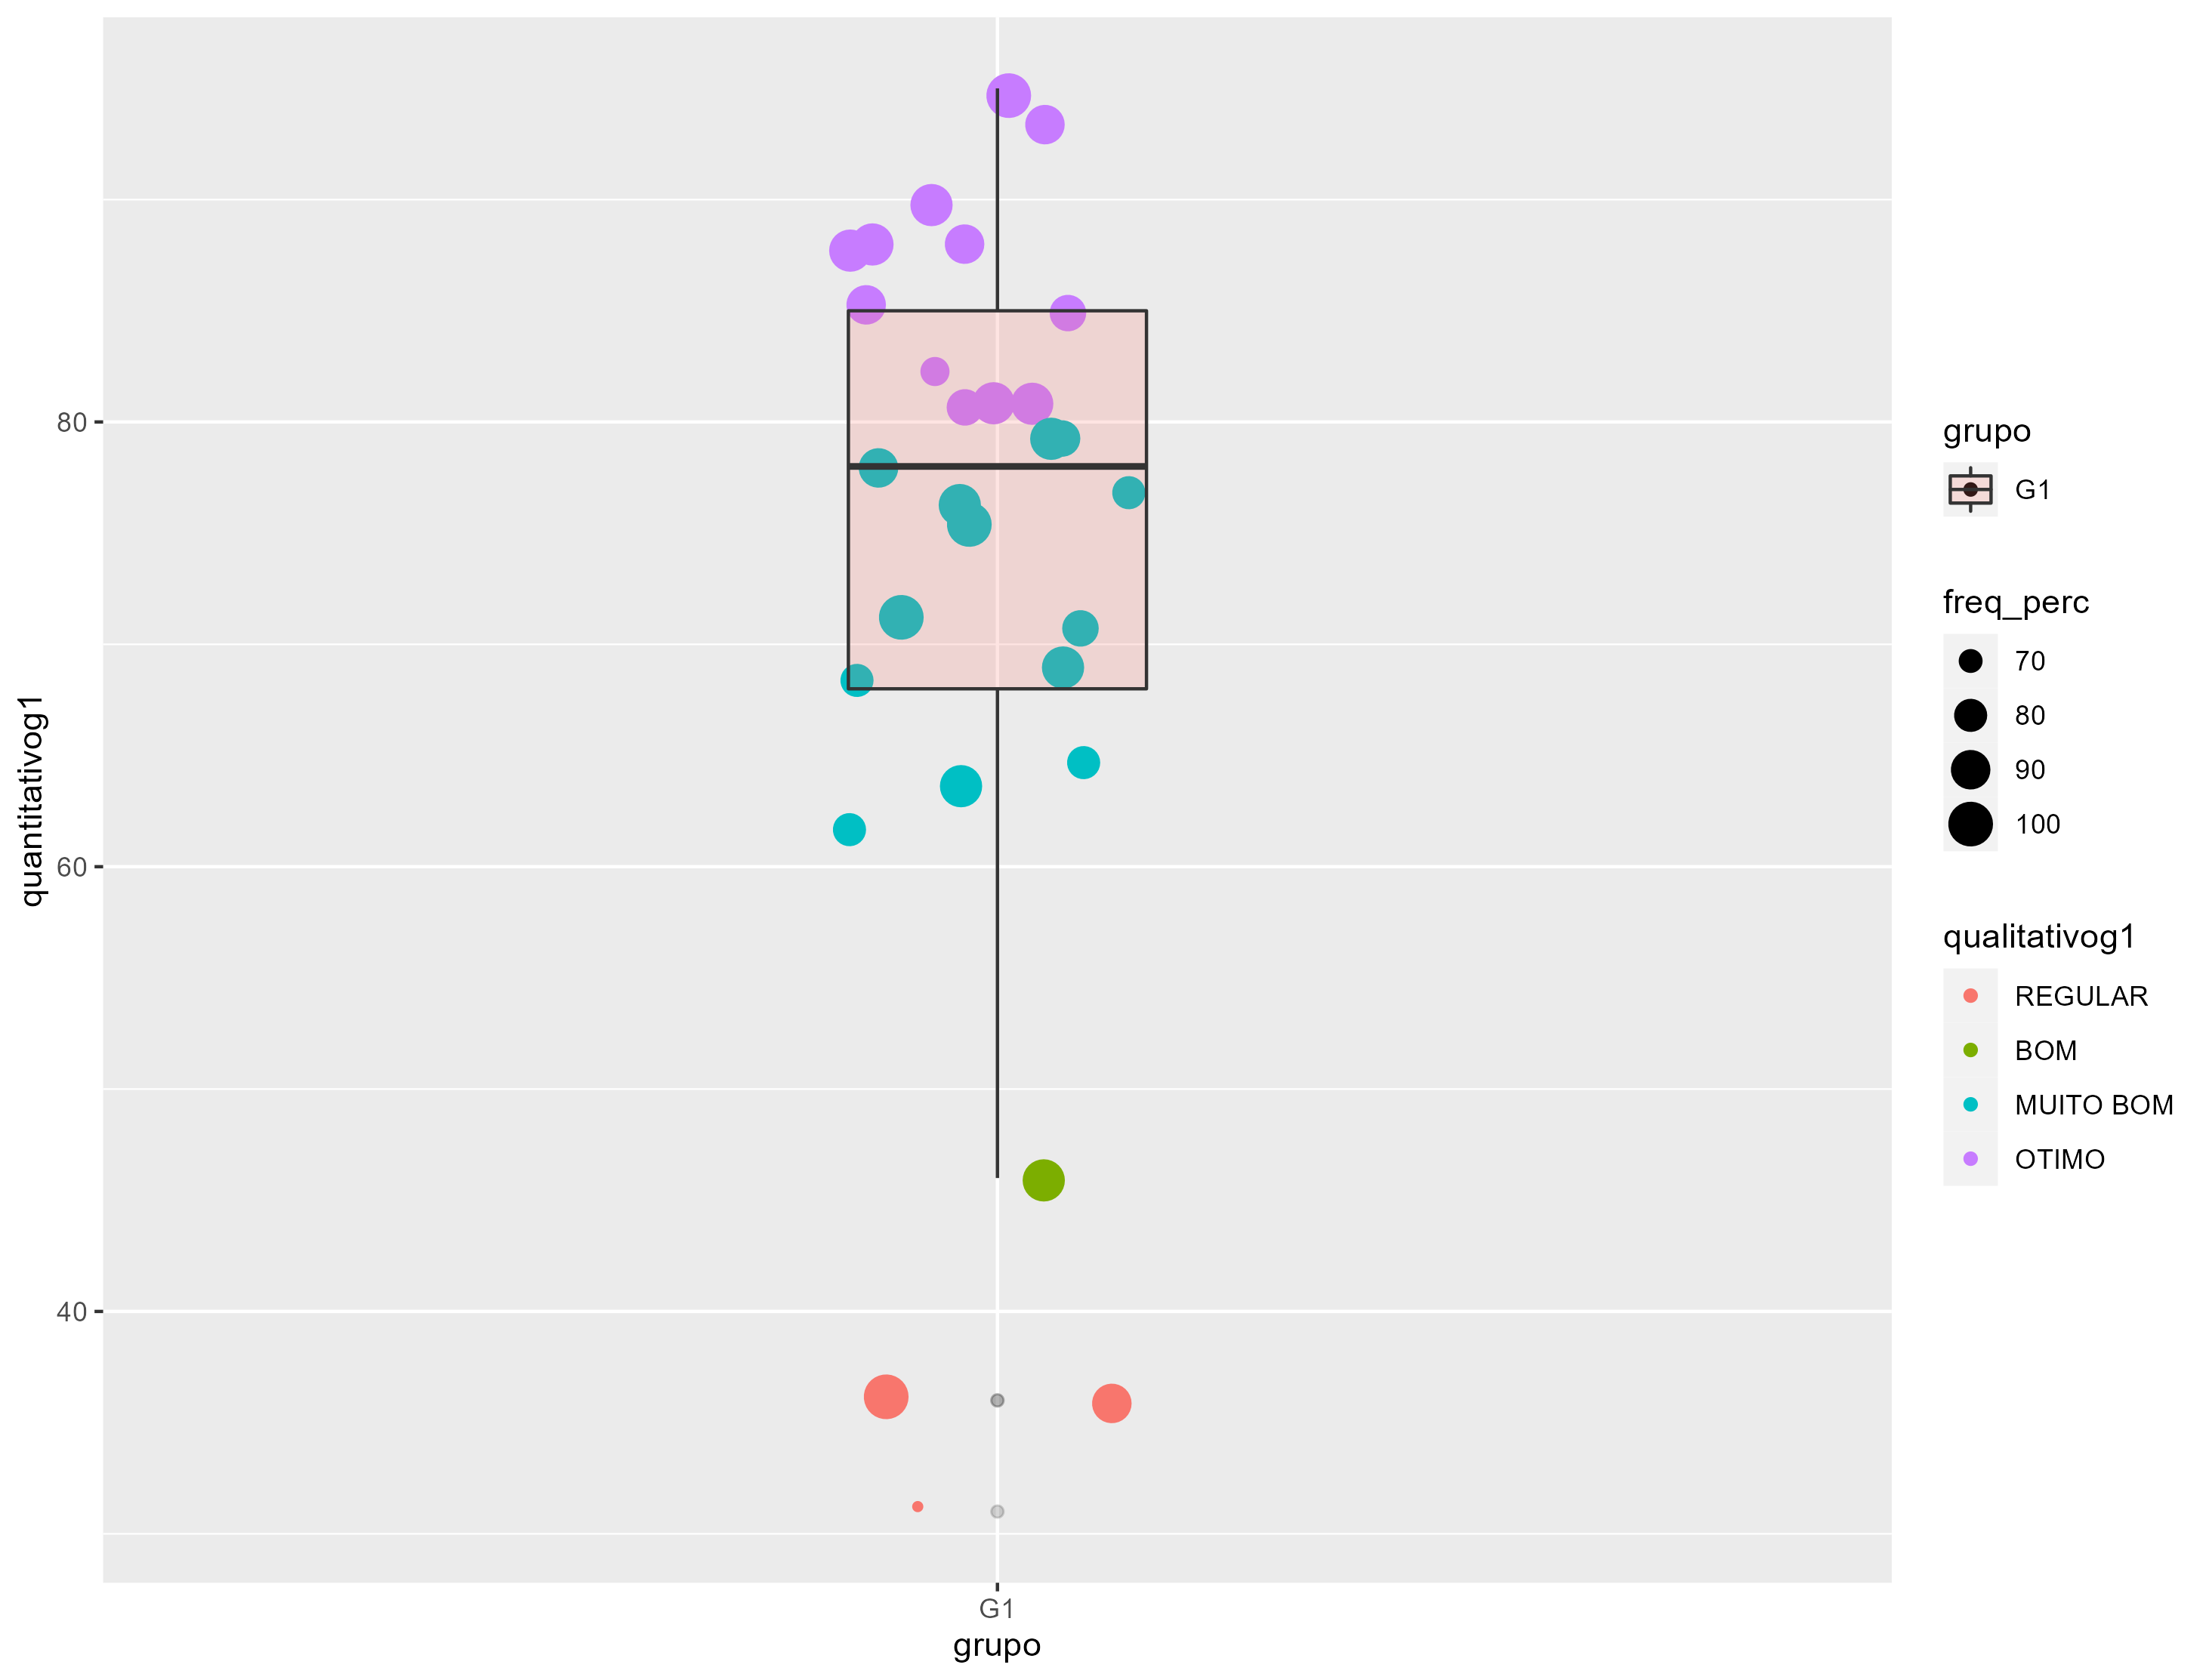 quantitativog1
80
60
40
G1
grupo
grupo
G1
freq_perc
70
80
90
100
qualitativog1
REGULAR
BOM
MUITO BOM
OTIMO